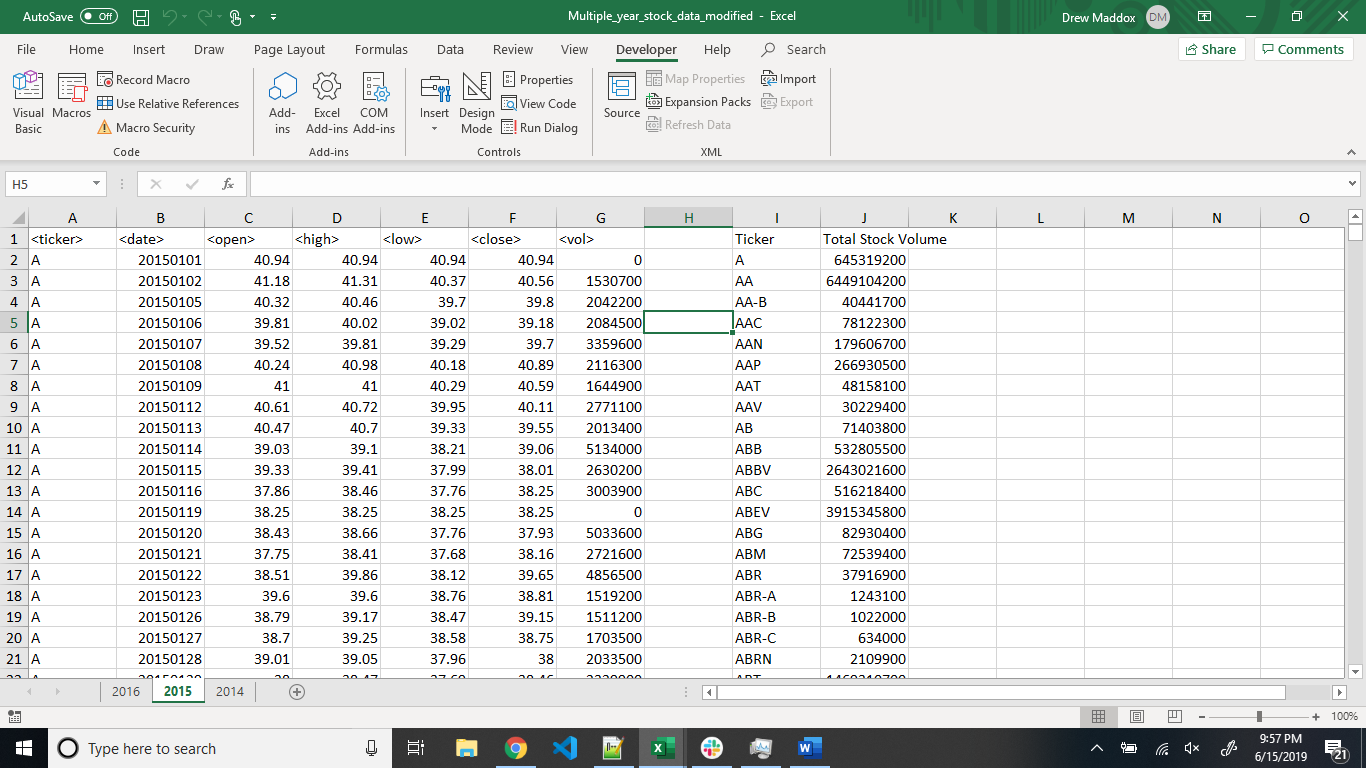 AutoSave Off Multiple_year_stock_data_modified - Excel Drew Maddox DM
File Home Insert Draw Page Layout Formulas Data Review View Developer Help Search Share Comments
Record Macro Properties Map Properties Import
Use Relative References View Code Expansion Packs Export
Macro Security Run Dialog Refresh Data
Visual Basic Macros Add-ins Excel Add-ins COM Add-ins Insert Design Mode Source
Code Add-ins Controls XML
H5 fx
A B C D E F G H I J K L M N O
1 <ticker> <date> <open> <high> <low> <close> <vol> Ticker Total Stock Volume
2 A 20150101 40.94 40.94 40.94 40.94 0 A 645319200
3 A 20150102 41.18 41.31 40.37 40.56 1530700 AA 6449104200
4 A 20150105 40.32 40.46 39.7 39.8 2042200 AA-B 40441700
5 A 20150106 39.81 40.02 39.02 39.18 2084500 AAC 78122300
6 A 20150107 39.52 39.81 39.29 39.7 3359600 AAN 179606700
7 A 20150108 40.24 40.98 40.18 40.89 2116300 AAP 266930500
8 A 20150109 41 41 40.29 40.59 1644900 AAT 48158100
9 A 20150112 40.61 40.72 39.95 40.11 2771100 AAV 30229400
10 A 20150113 40.47 40.7 39.33 39.55 2013400 AB 71403800
11 A 20150114 39.03 39.1 38.21 39.06 5134000 ABB 532805500
12 A 20150115 39.33 39.41 37.99 38.01 2630200 ABBV 2643021600
13 A 20150116 37.86 38.46 37.76 38.25 3003900 ABC 516218400
14 A 20150119 38.25 38.25 38.25 38.25 0 ABEV 3915345800
15 A 20150120 38.43 38.66 37.76 37.93 5033600 ABG 82930400
16 A 20150121 37.75 38.41 37.68 38.16 2721600 ABM 72539400
17 A 20150122 38.51 39.86 38.12 39.65 4856500 ABR 37916900
18 A 20150123 39.6 39.6 38.76 38.81 1519200 ABR-A 1243100
19 A 20150126 38.79 39.17 38.47 39.15 1511200 ABR-B 1022000
20 A 20150127 38.7 39.25 38.58 38.75 1703500 ABR-C 634000
21 A 20150128 39.01 39.05 37.96 38 2033500 ABRN 2109900
2016 2015 2014
100%
Type here to search 9:57 PM
6/15/2019 21